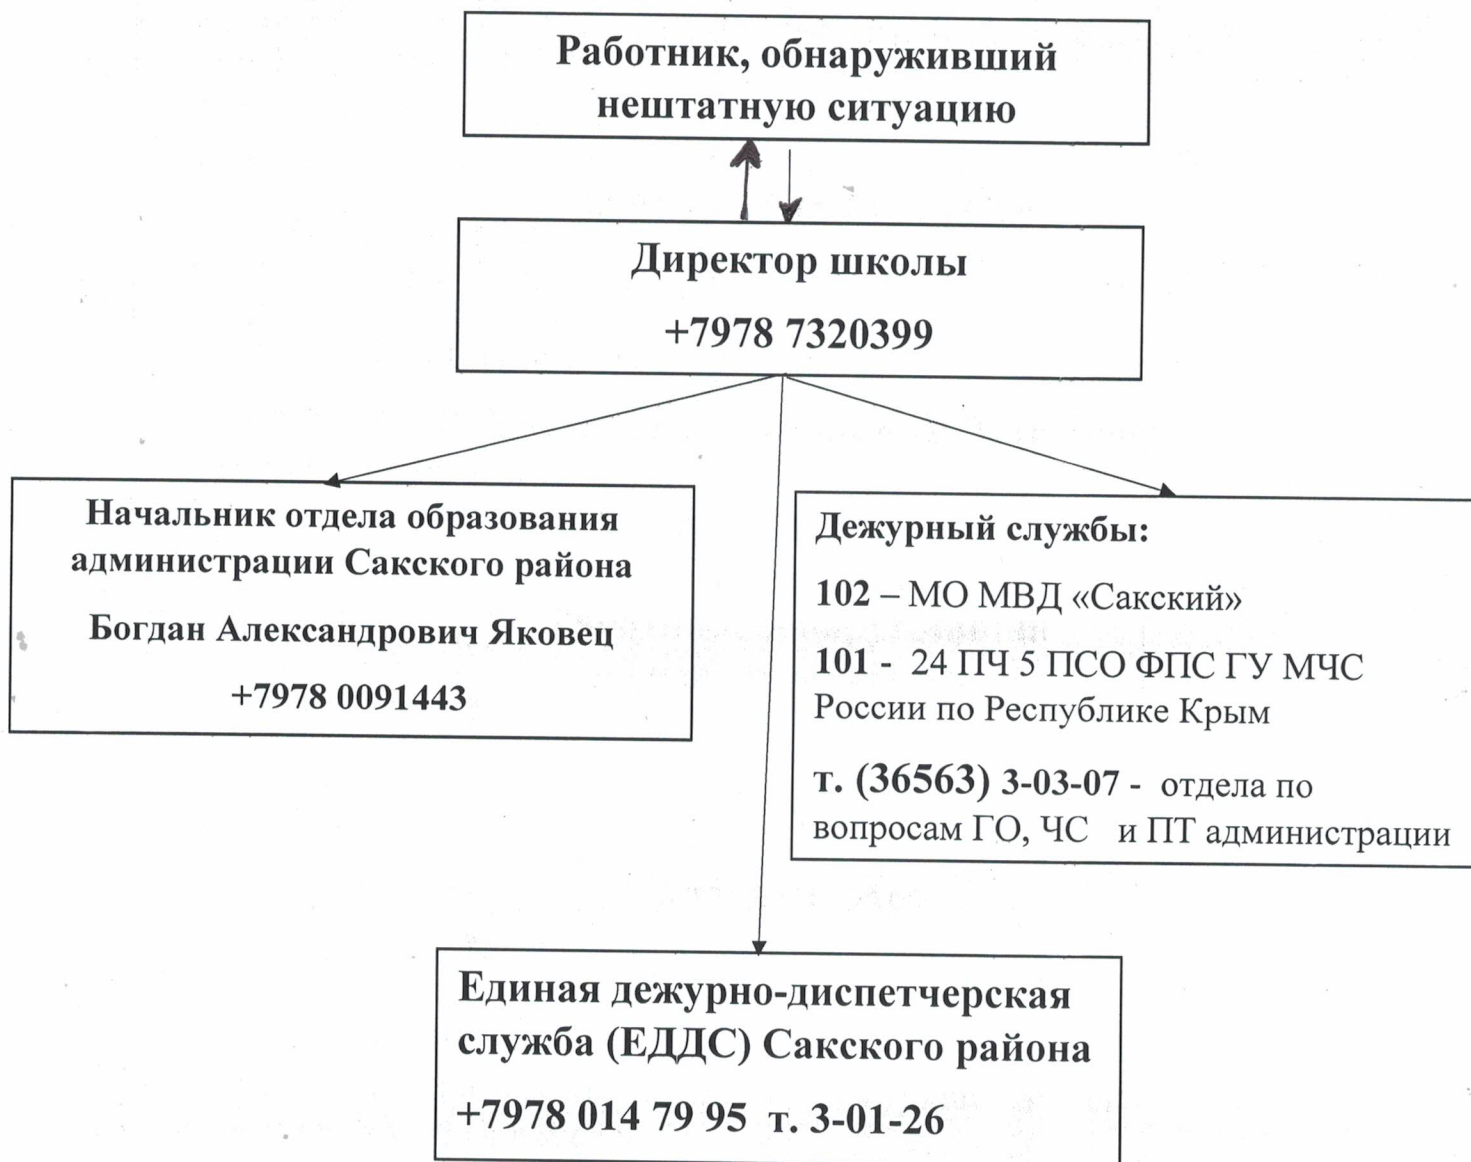 Работник, обнаруживший
нештатную ситуацию
Директор школы
+7978 7320399
Начальник отдела образования
администрации Сакского района
Богдан Александрович Яковец
+7978 0091443
Дежурный службы:
102 – МО МВД «Сакский»
101 - 24 ПЧ 5 ПСО ФПС ГУ МЧС
России по Республике Крым
т. (36563) 3-03-07 - отдела по
вопросам ГО, ЧС и ПТ администрации
Единая дежурно-диспетчерская
служба (ЕДДС) Сакского района
+7978 014 79 95 т. 3-01-26